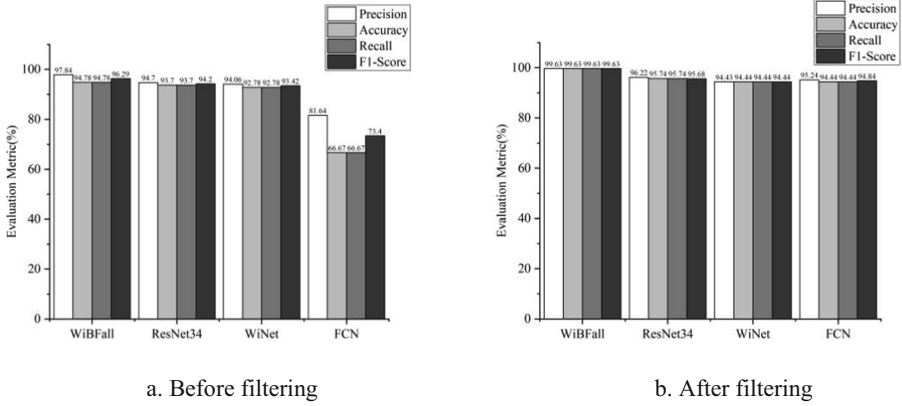 Precision
Accuracy
Recall
F1-Score
Evaluation Metric(%)
100
80
60
40
20
0
97.84 94.78 94.78 96.29
94.7 93.7 93.7 94.2
94.06 92.78 92.78 93.42
81.64 66.67 66.67 73.4
WiBFall ResNet34 WiNet FCN
a. Before filtering
Precision
Accuracy
Recall
F1-Score
Evaluation Metric(%)
100
80
60
40
20
0
99.63 99.63 99.63 99.63
96.22 95.74 95.74 95.68
94.43 94.44 94.44 94.44
95.24 94.44 94.44 94.84
WiBFall ResNet34 WiNet FCN
b. After filtering